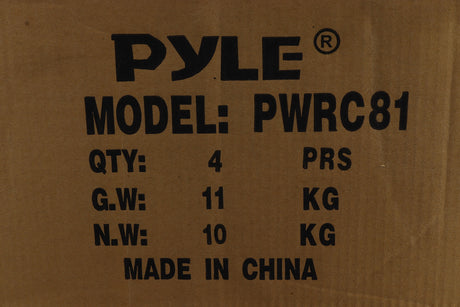 PYLE®
MODEL: PWRC81
QTY: 4 PRS
G.W: 11 KG
N.W: 10 KG
MADE IN CHINA